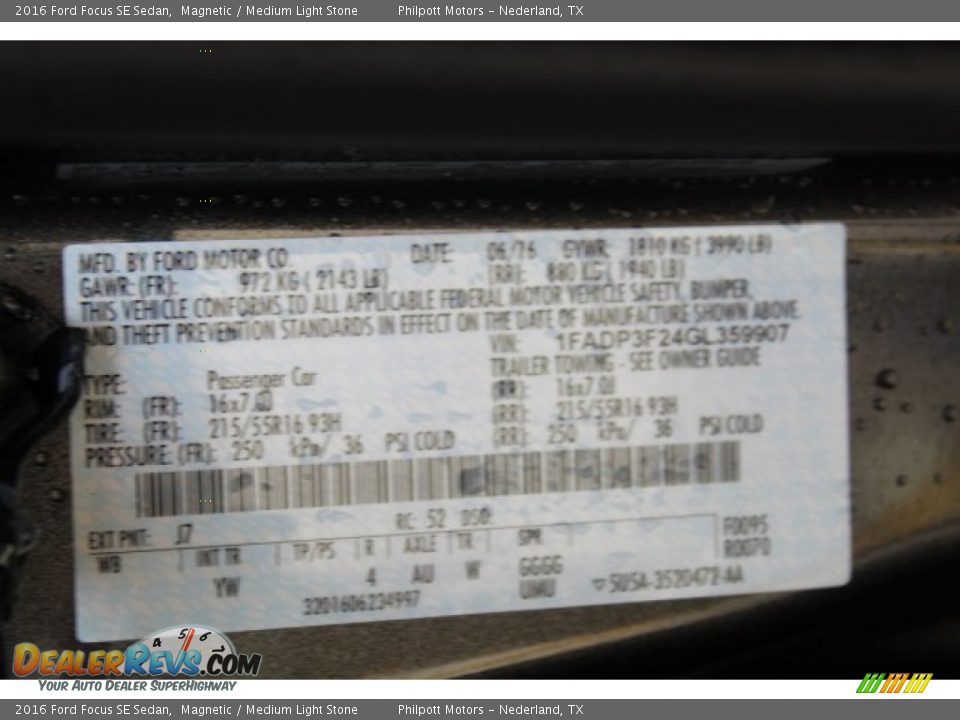 2016 Ford Focus SE Sedan,  Magnetic / Medium Light Stone   Philpott Motors – Nederland, TX
MFD. BY FORD MOTOR CO   DATE:   06/16   GVWR:   1810 KG ( 3990 LB)
GAWR: (FR):   972 KG ( 2143 LB)   (RR):   880 KG ( 1940 LB)
THIS VEHICLE CONFORMS TO ALL APPLICABLE FEDERAL MOTOR VEHICLE SAFETY, BUMPER,
AND THEFT PREVENTION STANDARDS IN EFFECT ON THE DATE OF MANUFACTURE SHOWN ABOVE.
VIN:   1FADP3F24GL359907
TRAILER TOWING - SEE OWNER GUIDE
TYPE:   Passenger Car
RIM:   (FR):   16x7.0J   (RR):   16x7.0J
TIRE:   (FR):   215/55R16 93H   (RR):   215/55R16 93H
PRESSURE: (FR):   250   kPa/   36   PSI COLD   (RR):   250   kPa/   36   PSI COLD
EXT PNT:   J7   RC: 52   DSO:   F0095
WB   INT TR   TP/PS   R   AXLE   TR   SPM   R0070
YW   4   AU   W   GGGG
3201606234997   UMU   5U5A-3520472-AA
DEALERREVS.COM
4 5 6
YOUR AUTO DEALER SUPERHIGHWAY
2016 Ford Focus SE Sedan,  Magnetic / Medium Light Stone   Philpott Motors – Nederland, TX